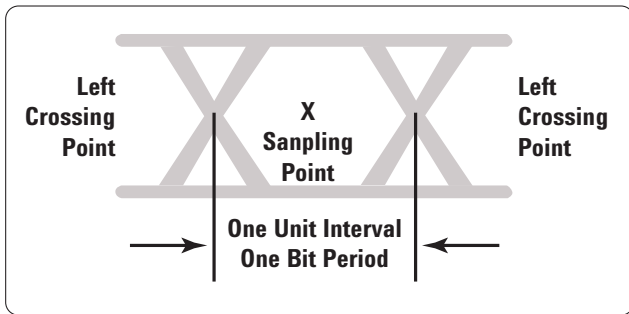 Left
Crossing
Point
X
Sanpling
Point
Left
Crossing
Point
One Unit Interval
One Bit Period